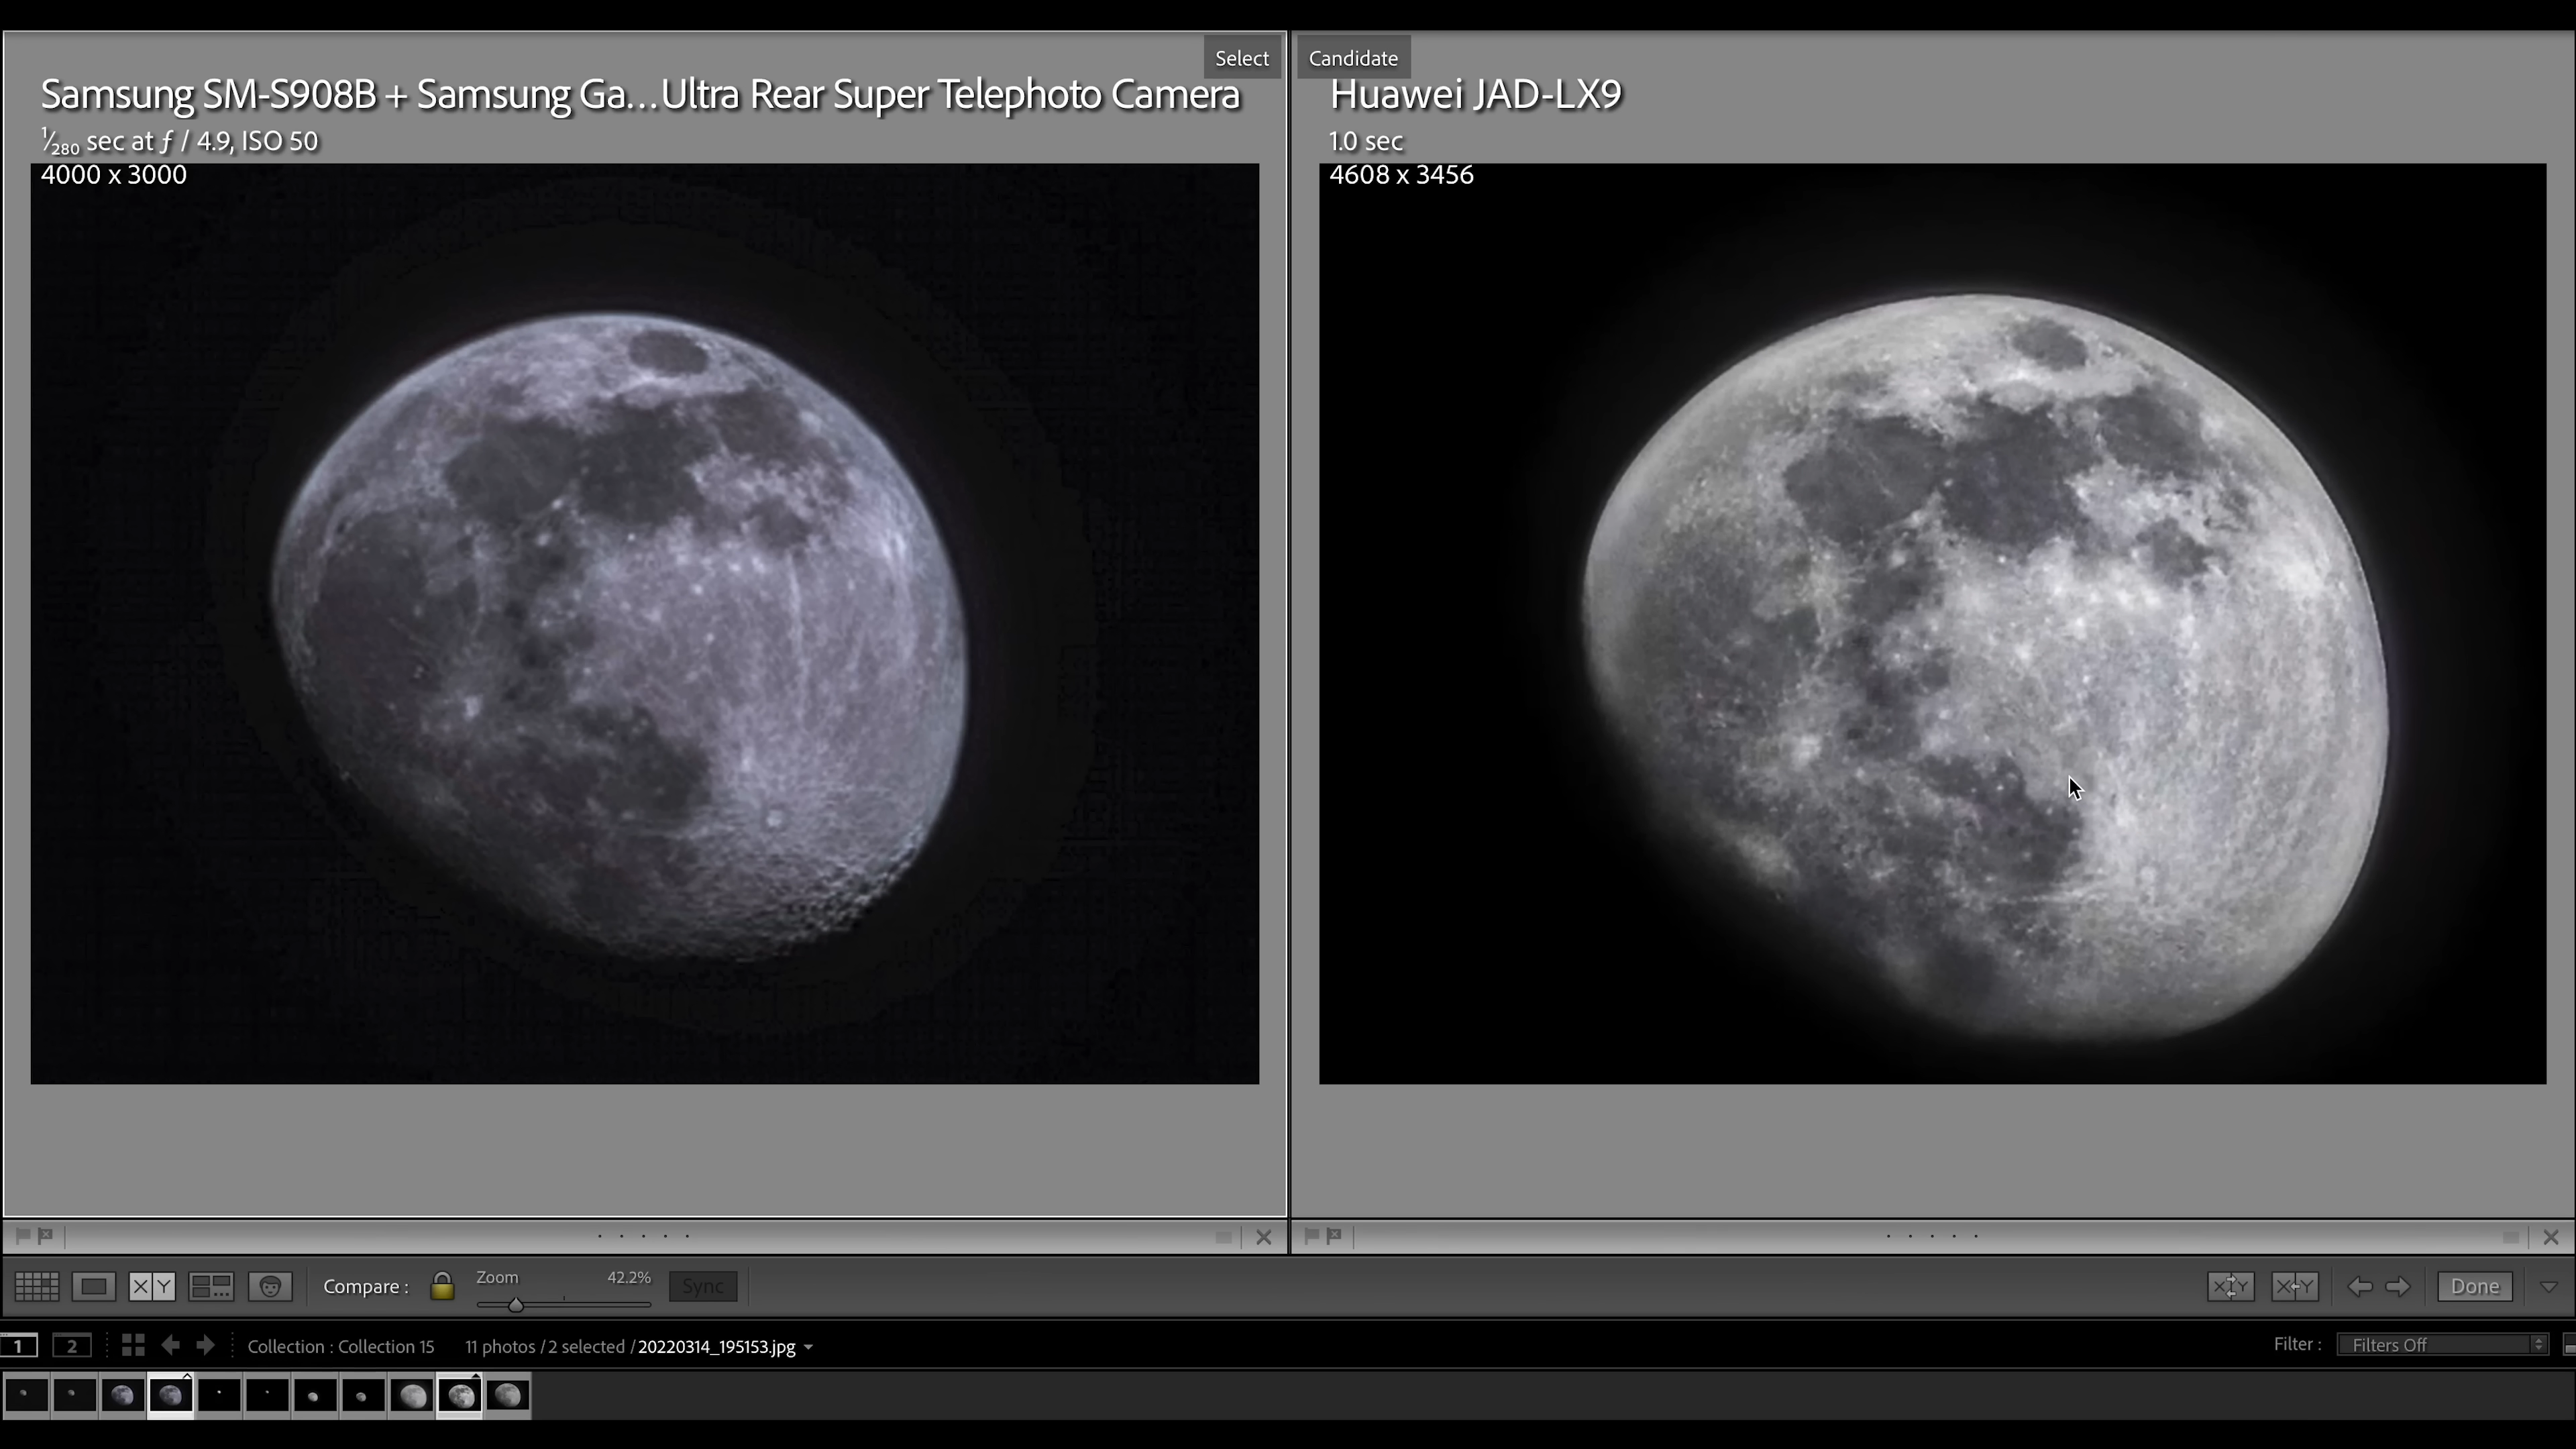 Select
Candidate
Samsung SM-S908B + Samsung Ga...Ultra Rear Super Telephoto Camera
1/280 sec at ƒ / 4.9, ISO 50
4000 x 3000
Huawei JAD-LX9
1.0 sec
4608 x 3456
X Y
Compare :
Zoom 42.2%
Sync
X Y
X Y
Done
1 2
Collection : Collection 15
11 photos / 2 selected / 20220314_195153.jpg
Filter : Filters Off